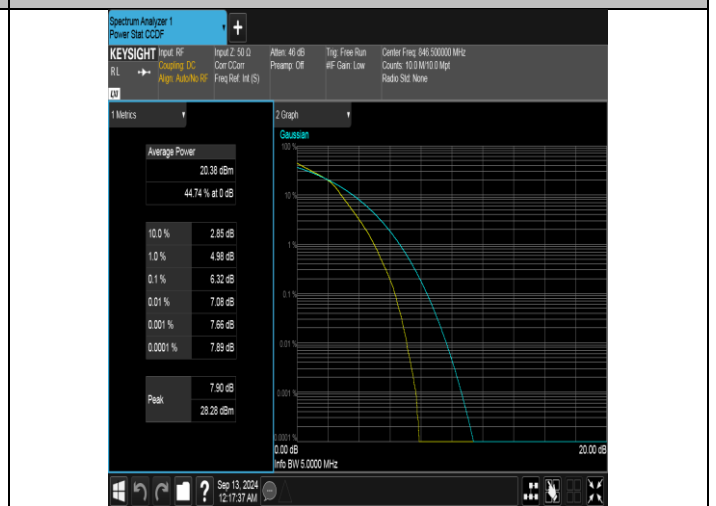 Spectrum Analyzer 1
Power Stat CCDF
+
KEYSIGHT Input: RF Input Z: 50 Ω Atten: 46 dB Trig: Free Run Center Freq: 846.500000 MHz
RL Coupling: DC Corr CCorr Preamp: Off #IF Gain: Low Counts: 10.0 M/10.0 Mpt
Align: Auto/No RF Freq Ref: Int (S) Radio Std: None
LXI
1 Metrics
Average Power
20.38 dBm
44.74 % at 0 dB
10.0 % 2.85 dB
1.0 % 4.98 dB
0.1 % 6.32 dB
0.01 % 7.08 dB
0.001 % 7.66 dB
0.0001 % 7.89 dB
Peak 7.90 dB
28.28 dBm
2 Graph
Gaussian
100 %
10 %
1 %
0.1 %
0.01 %
0.001 %
0.0001 %
0.00 dB 20.00 dB
Info BW 5.0000 MHz
? Sep 13, 2024
12:17:37 AM